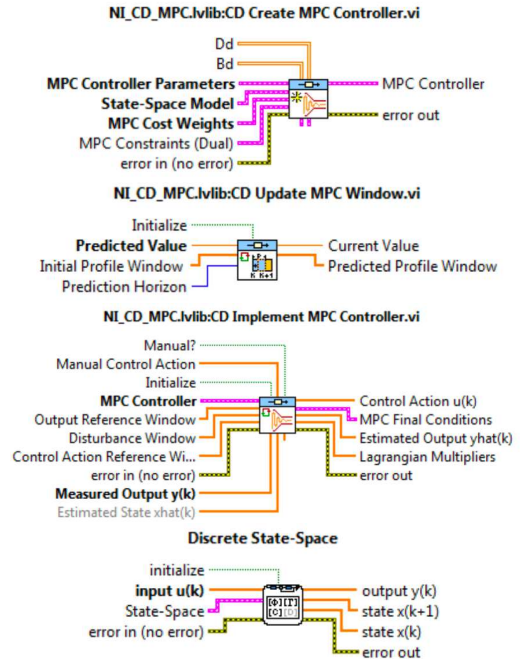 NI_CD_MPC.lvlib:CD Create MPC Controller.vi
Dd
Bd
MPC Controller Parameters
MPC Controller
State-Space Model
MPC Cost Weights
error out
MPC Constraints (Dual)
error in (no error)
NI_CD_MPC.lvlib:CD Update MPC Window.vi
Initialize
Predicted Value
Current Value
Initial Profile Window
Predicted Profile Window
Prediction Horizon
K K+1
NI_CD_MPC.lvlib:CD Implement MPC Controller.vi
Manual?
Manual Control Action
Initialize
MPC Controller
Control Action u(k)
Output Reference Window
MPC Final Conditions
Disturbance Window
Estimated Output yhat(k)
Control Action Reference Wi...
Lagrangian Multipliers
error in (no error)
error out
Measured Output y(k)
Estimated State xhat(k)
Discrete State-Space
initialize
input u(k)
output y(k)
State-Space
state x(k+1)
error in (no error)
state x(k)
error out
[Φ][Γ]
[C][D]